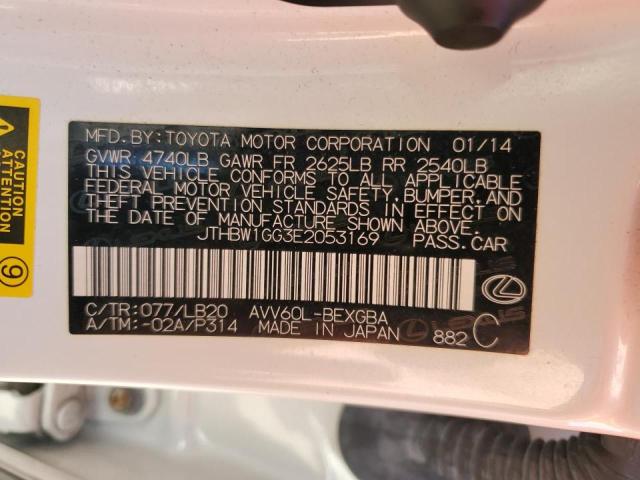 CAUTION
ATTENTION
9
MFD. BY: TOYOTA MOTOR CORPORATION 01/14
GVWR 4740LB GAWR FR 2625LB RR 2540LB
THIS VEHICLE CONFORMS TO ALL APPLICABLE
FEDERAL MOTOR VEHICLE SAFETY, BUMPER, AND
THEFT PREVENTION STANDARDS IN EFFECT ON
THE DATE OF MANUFACTURE SHOWN ABOVE.
JTHBW1GG3E2053169 PASS. CAR
C/TR: 077/LB20 AVV60L-BEXGBA
A/TM: -02A/P314 MADE IN JAPAN 882 C
LEXUS